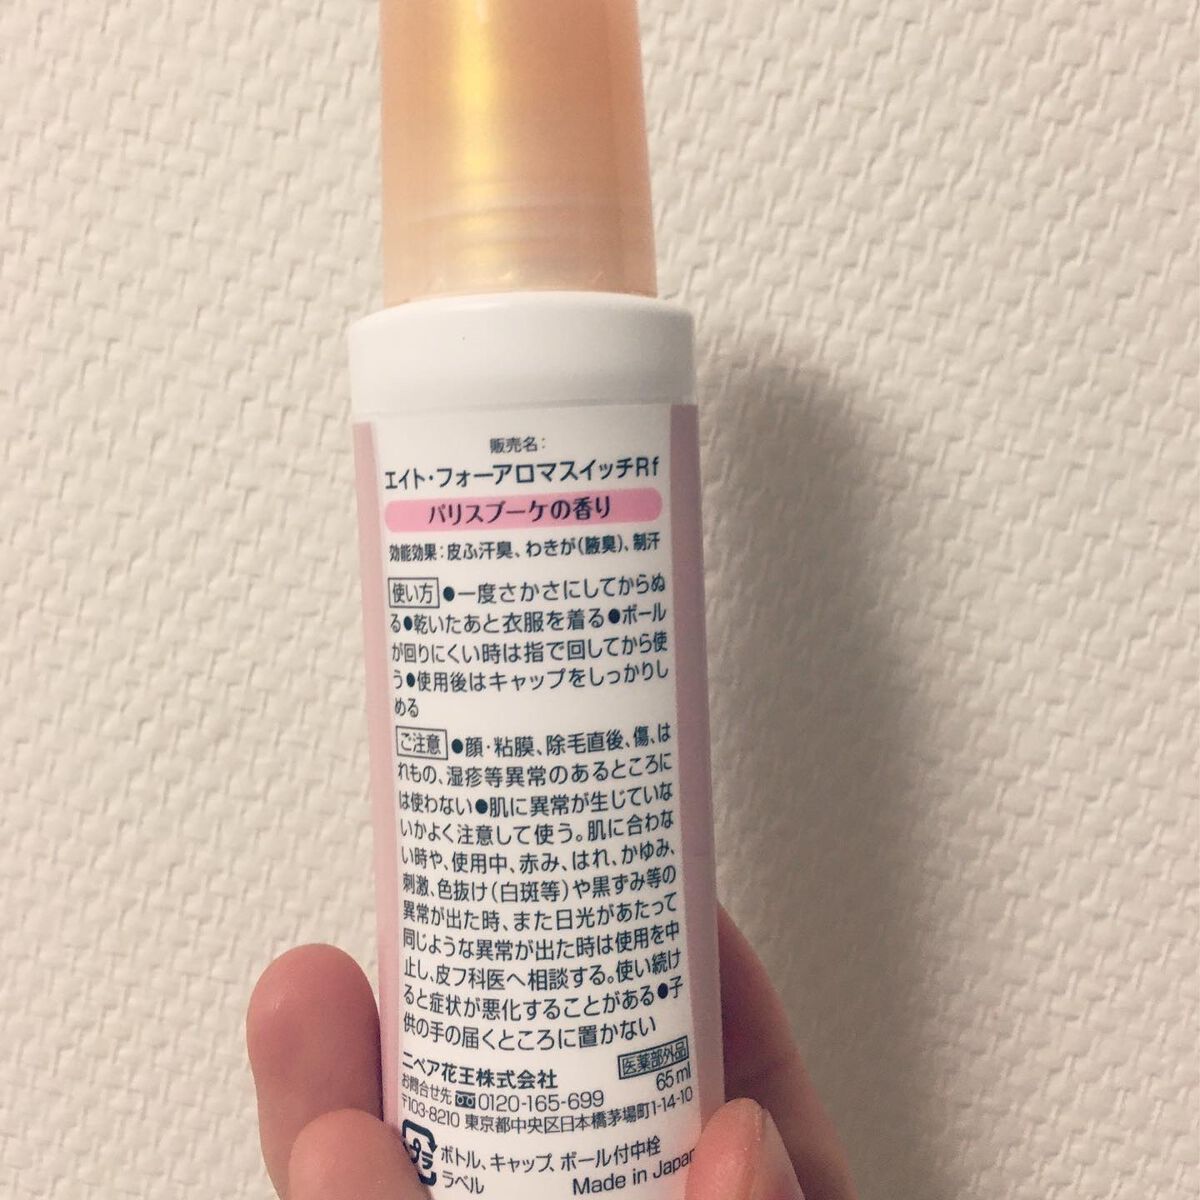 販売名:
エイト・フォーアロマスイッチRf
パリスブーケの香り
効能効果:皮ふ汗臭、わきが(腋臭)、制汗
使い方 ●一度さかさにしてからぬ
る●乾いたあと衣服を着る●ボール
が回りにくい時は指で回してから使
う●使用後はキャップをしっかりし
める
ご注意 ●顔・粘膜、除毛直後、傷、は
れもの、湿疹等異常のあるところに
は使わない●肌に異常が生じていな
いかよく注意して使う。肌に合わな
い時や、使用中、赤み、はれ、かゆみ、
刺激、色抜け(白斑等)や黒ずみ等の
異常が出た時、また日光があたって
同じような異常が出た時は使用を中
止し、皮フ科医へ相談する。使い続け
ると症状が悪化することがある●子
供の手の届くところに置かない
ニベア花王株式会社 医薬部外品
お問合せ先 0120-165-699 65ml
〒103-8210 東京都中央区日本橋茅場町1-14-10
プラ ボトル、キャップ、ボール付中栓
ラベル Made in Japan